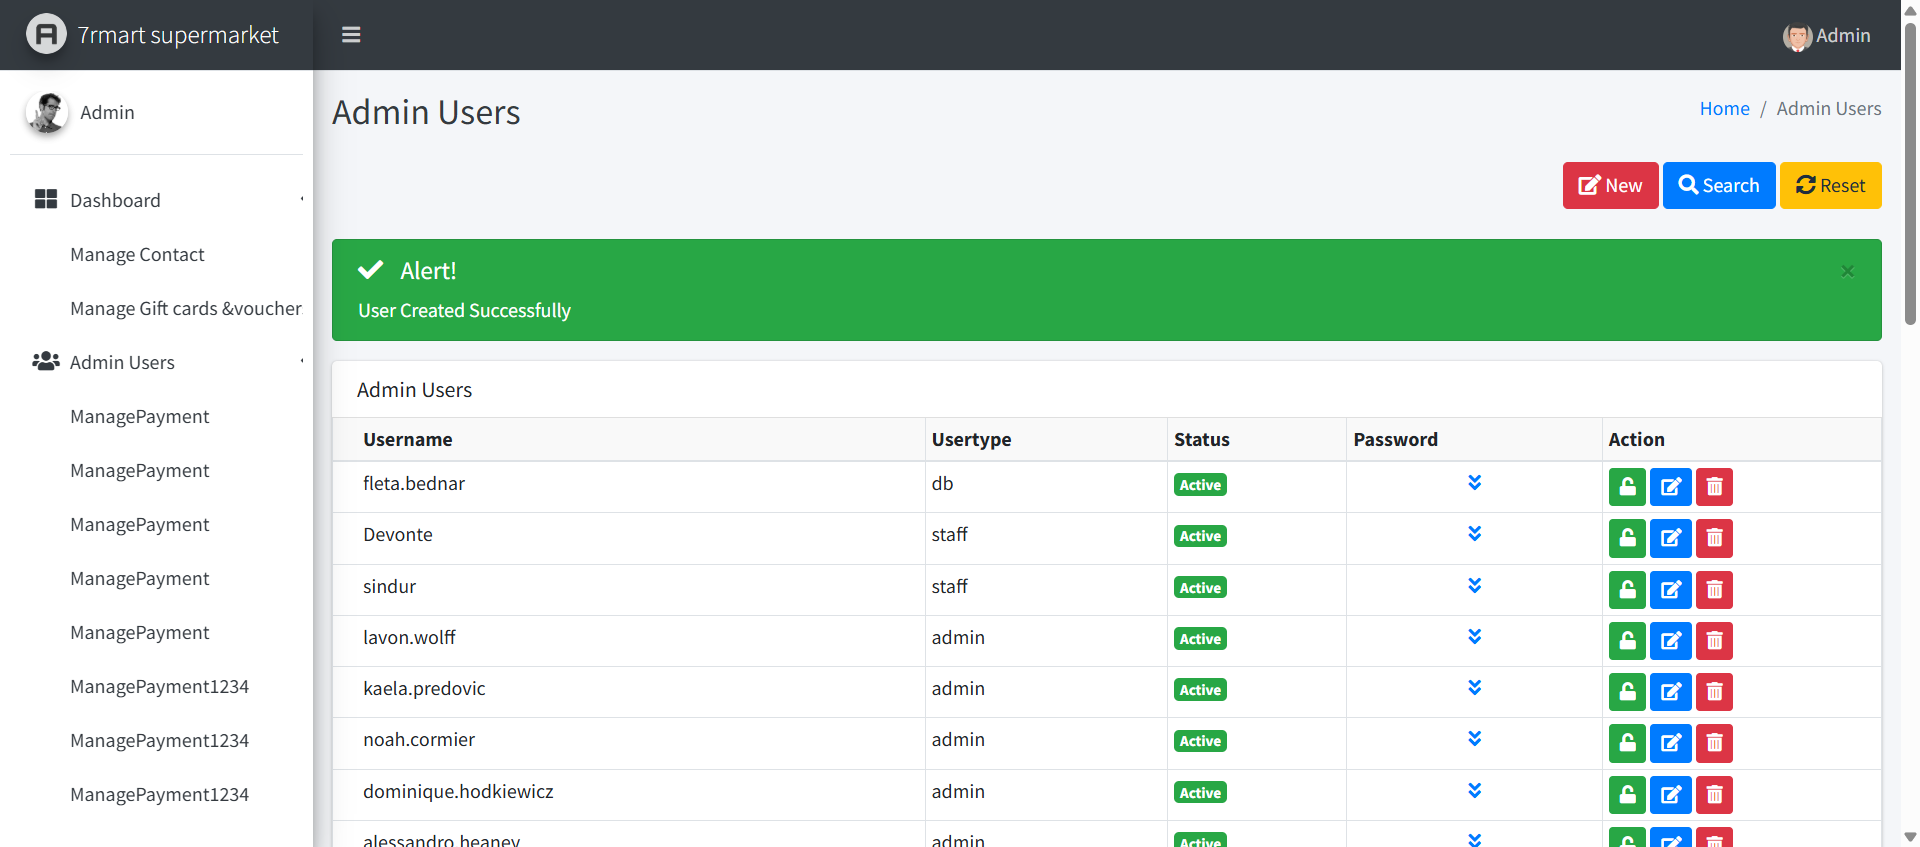 7rmart supermarket
Admin
Admin
Dashboard
Manage Contact
Manage Gift cards &voucher
Admin Users
ManagePayment
ManagePayment
ManagePayment
ManagePayment
ManagePayment
ManagePayment1234
ManagePayment1234
ManagePayment1234
Admin Users
Home / Admin Users
New Search Reset
Alert!
×
User Created Successfully
Admin Users
Username Usertype Status Password Action
fleta.bednar db Active
Devonte staff Active
sindur staff Active
lavon.wolff admin Active
kaela.predovic admin Active
noah.cormier admin Active
dominique.hodkiewicz admin Active
alessandro.heaney admin Active